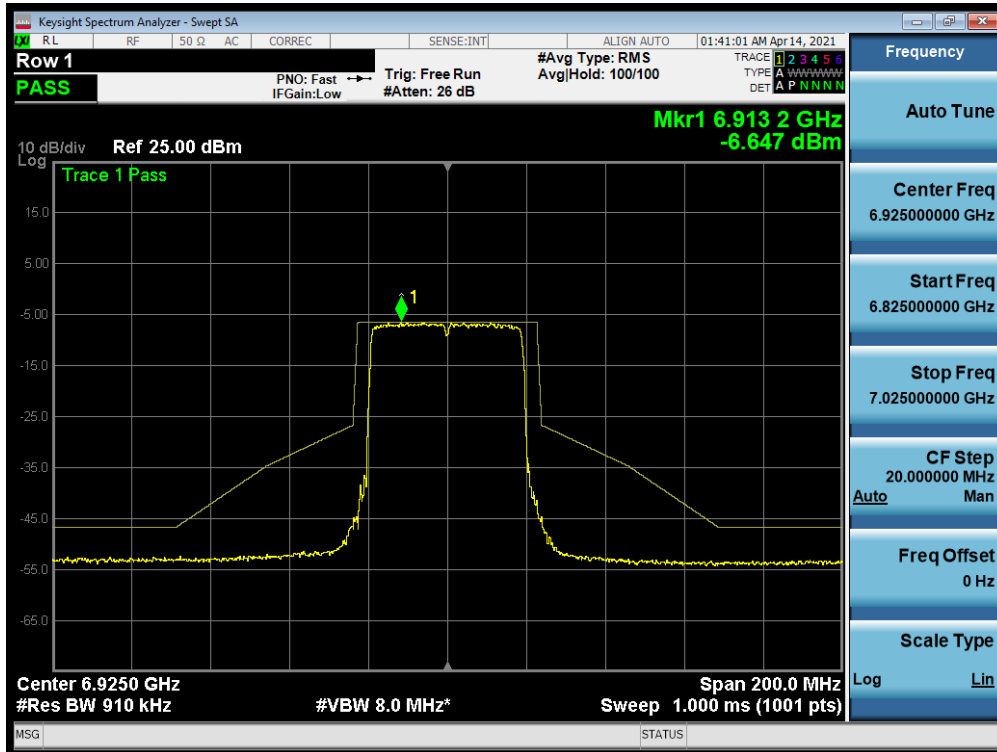 Keysight Spectrum Analyzer - Swept SA
LXI RL RF 50 Ω AC CORREC SENSE:INT ALIGN AUTO 01:41:01 AM Apr 14, 2021
Row 1
PASS
PNO: Fast
IFGain:Low
Trig: Free Run
#Atten: 26 dB
#Avg Type: RMS
Avg|Hold: 100/100
TRACE 1 2 3 4 5 6
TYPE A WWWWW
DET A P N N N N
Mkr1 6.913 2 GHz
-6.647 dBm
10 dB/div Ref 25.00 dBm
Log
Trace 1 Pass
15.0
5.00
1
-5.00
-15.0
-25.0
-35.0
-45.0
-55.0
-65.0
Center 6.9250 GHz Span 200.0 MHz
#Res BW 910 kHz #VBW 8.0 MHz* Sweep 1.000 ms (1001 pts)
MSG STATUS
Frequency
Auto Tune
Center Freq
6.925000000 GHz
Start Freq
6.825000000 GHz
Stop Freq
7.025000000 GHz
CF Step
20.000000 MHz
Auto Man
Freq Offset
0 Hz
Scale Type
Log Lin